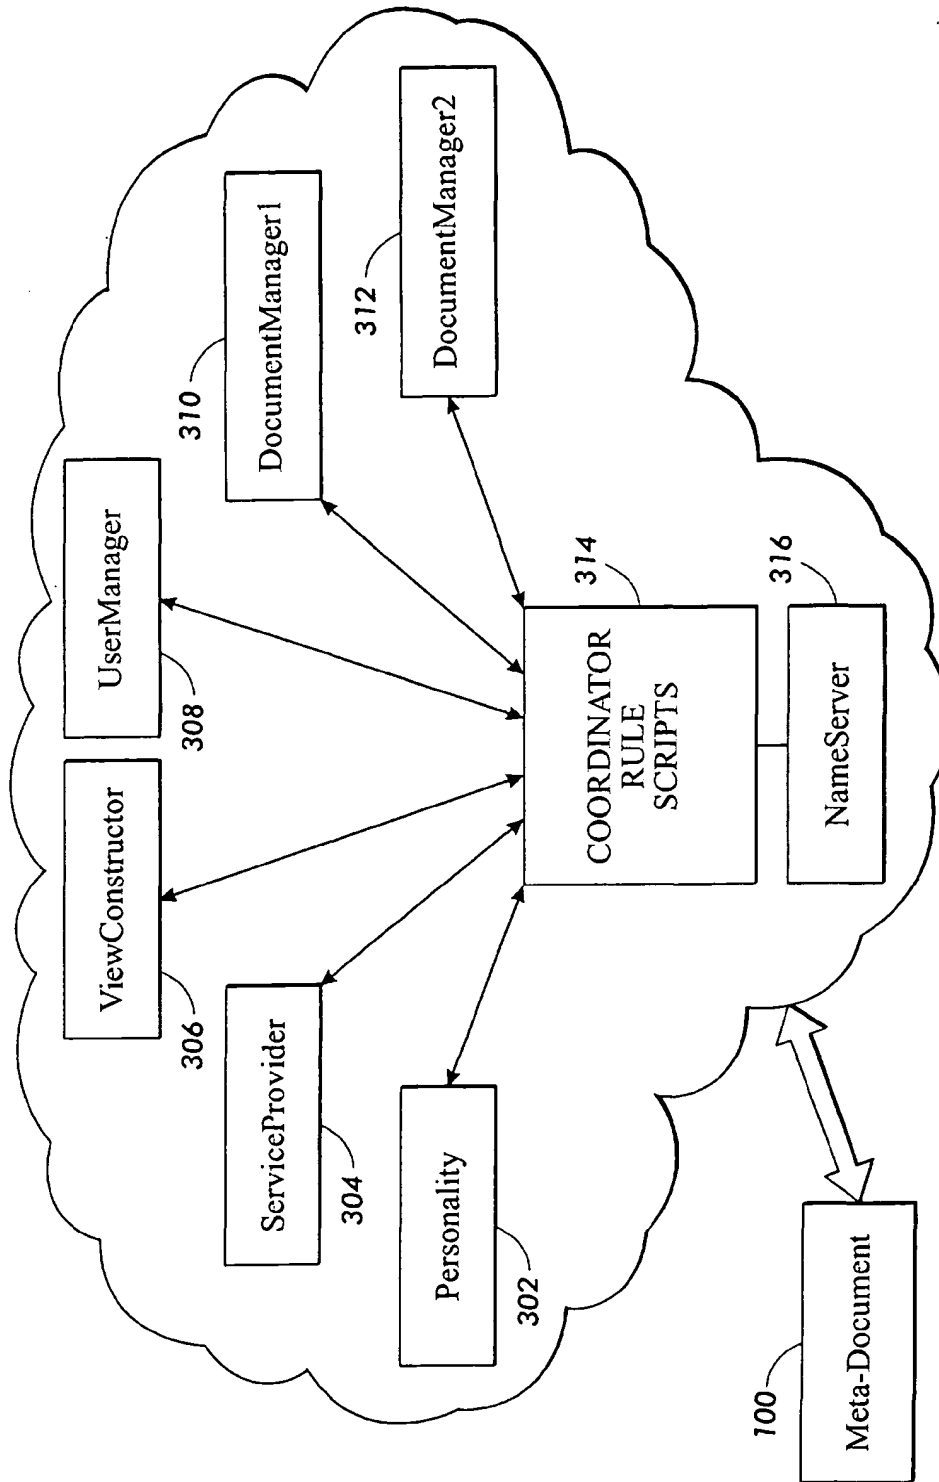 ViewConstructor
306
UserManager
308
ServiceProvider
304
DocumentManager1
310
Personality
302
DocumentManager2
312
COORDINATOR
RULE
SCRIPTS
314
NameServer
316
100
Meta-Document